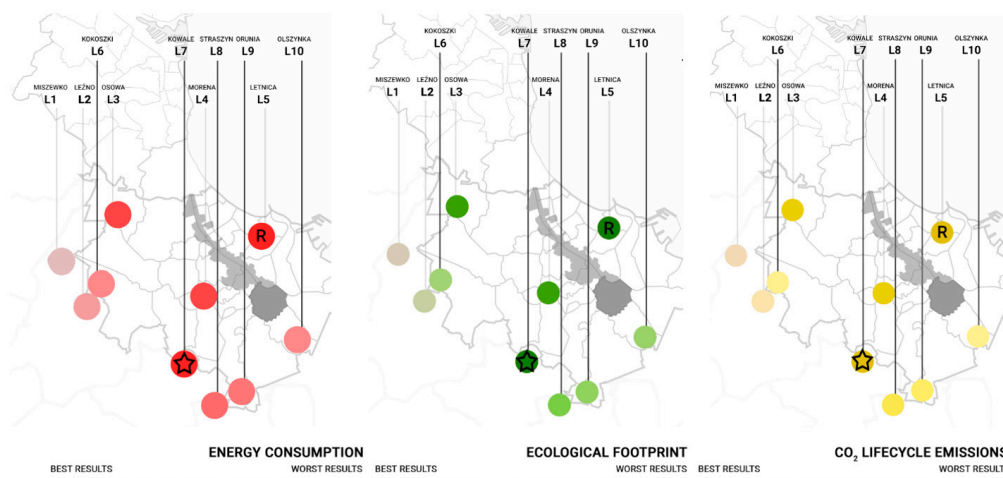 KOKOSZKI
L6
KOWALE
L7
STRASZYN
L8
ORUNIA
L9
OLSZYNKA
L10
MISZEWKO
L1
LEŹNO
L2
OSOWA
L3
MORENA
L4
LETNICA
L5
R
ENERGY CONSUMPTION
BEST RESULTS
WORST RESULTS
KOKOSZKI
L6
KOWALE
L7
STRASZYN
L8
ORUNIA
L9
OLSZYNKA
L10
MISZEWKO
L1
LEŹNO
L2
OSOWA
L3
MORENA
L4
LETNICA
L5
R
ECOLOGICAL FOOTPRINT
BEST RESULTS
WORST RESULTS
KOKOSZKI
L6
KOWALE
L7
STRASZYN
L8
ORUNIA
L9
OLSZYNKA
L10
MISZEWKO
L1
LEŹNO
L2
OSOWA
L3
MORENA
L4
LETNICA
L5
R
CO₂ LIFECYCLE EMISSIONS
BEST RESULTS
WORST RESULTS